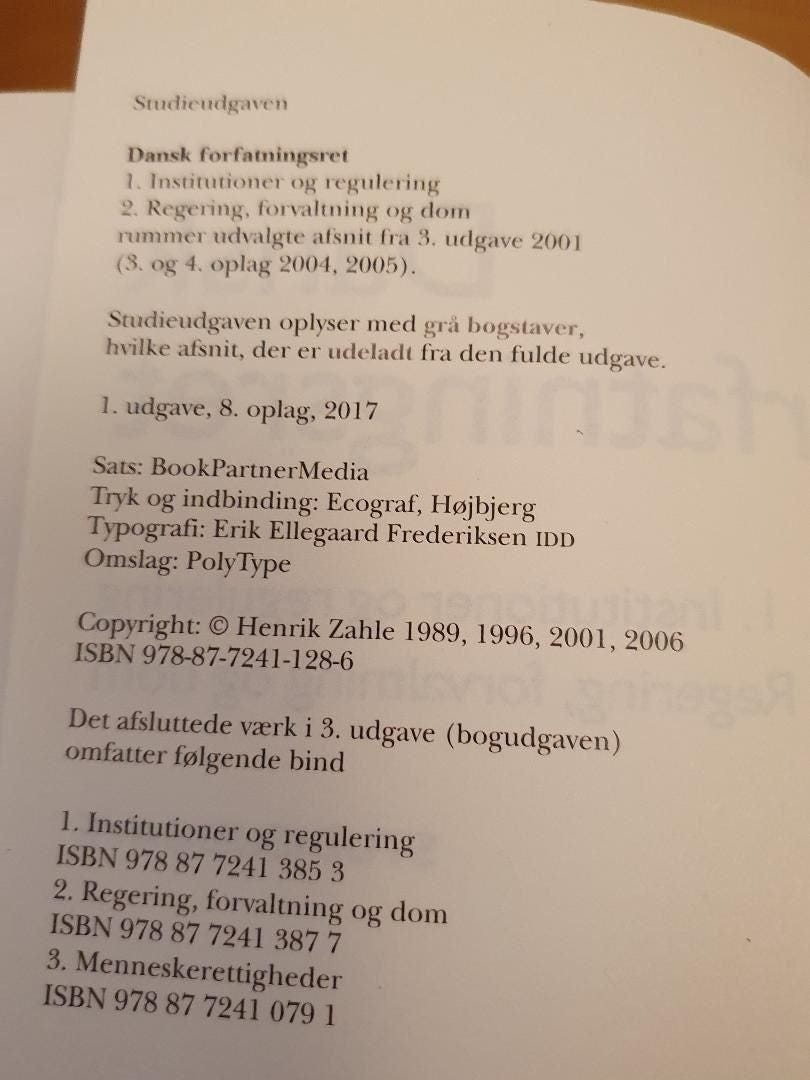 Studieudgaven
Dansk forfatningsret
1. Institutioner og regulering
2. Regering, forvaltning og dom
rummer udvalgte afsnit fra 3. udgave 2001
(3. og 4. oplag 2004, 2005).
Studieudgaven oplyser med grå bogstaver,
hvilke afsnit, der er udeladt fra den fulde udgave.
1. udgave, 8. oplag, 2017
Sats: BookPartnerMedia
Tryk og indbinding: Ecograf, Højbjerg
Typografi: Erik Ellegaard Frederiksen IDD
Omslag: PolyType
Copyright: © Henrik Zahle 1989, 1996, 2001, 2006
ISBN 978-87-7241-128-6
Det afsluttede værk i 3. udgave (bogudgaven)
omfatter følgende bind
1. Institutioner og regulering
ISBN 978 87 7241 385 3
2. Regering, forvaltning og dom
ISBN 978 87 7241 387 7
3. Menneskerettigheder
ISBN 978 87 7241 079 1